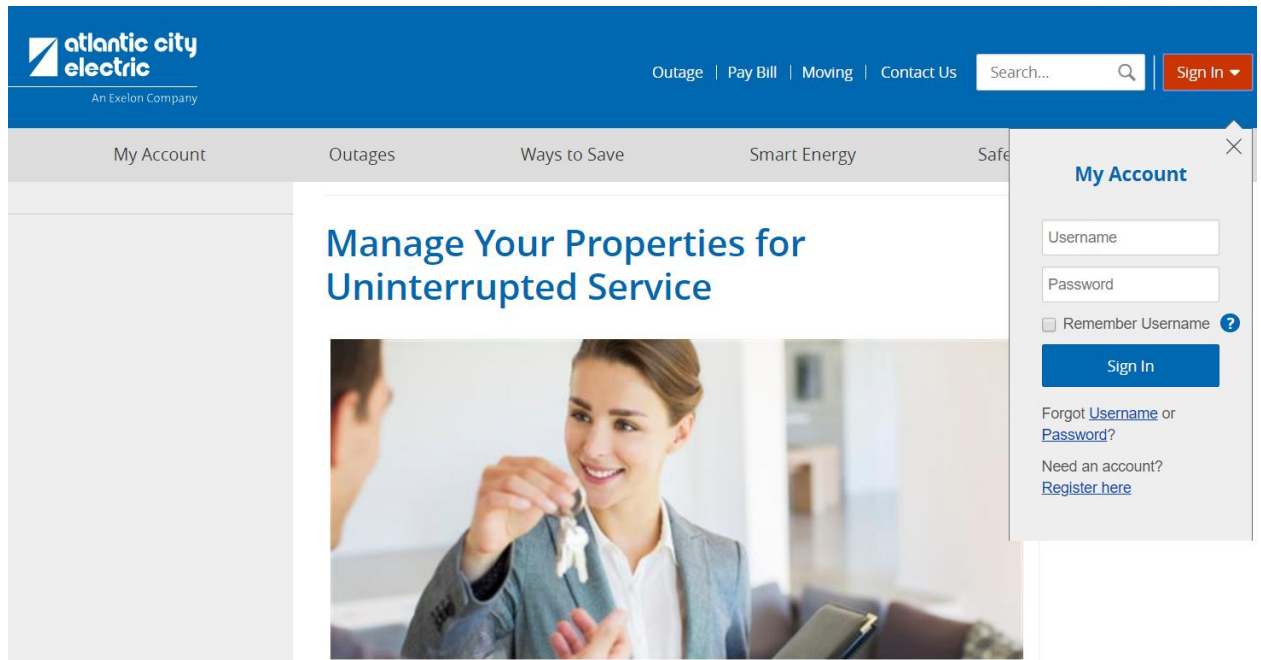 atlantic city
electric
An Exelon Company
Outage | Pay Bill | Moving | Contact Us
Search...
Sign In
My Account
Outages
Ways to Save
Smart Energy
Safe
My Account
Username
Password
Remember Username ?
Sign In
Forgot Username or
Password?
Need an account?
Register here
Manage Your Properties for
Uninterrupted Service